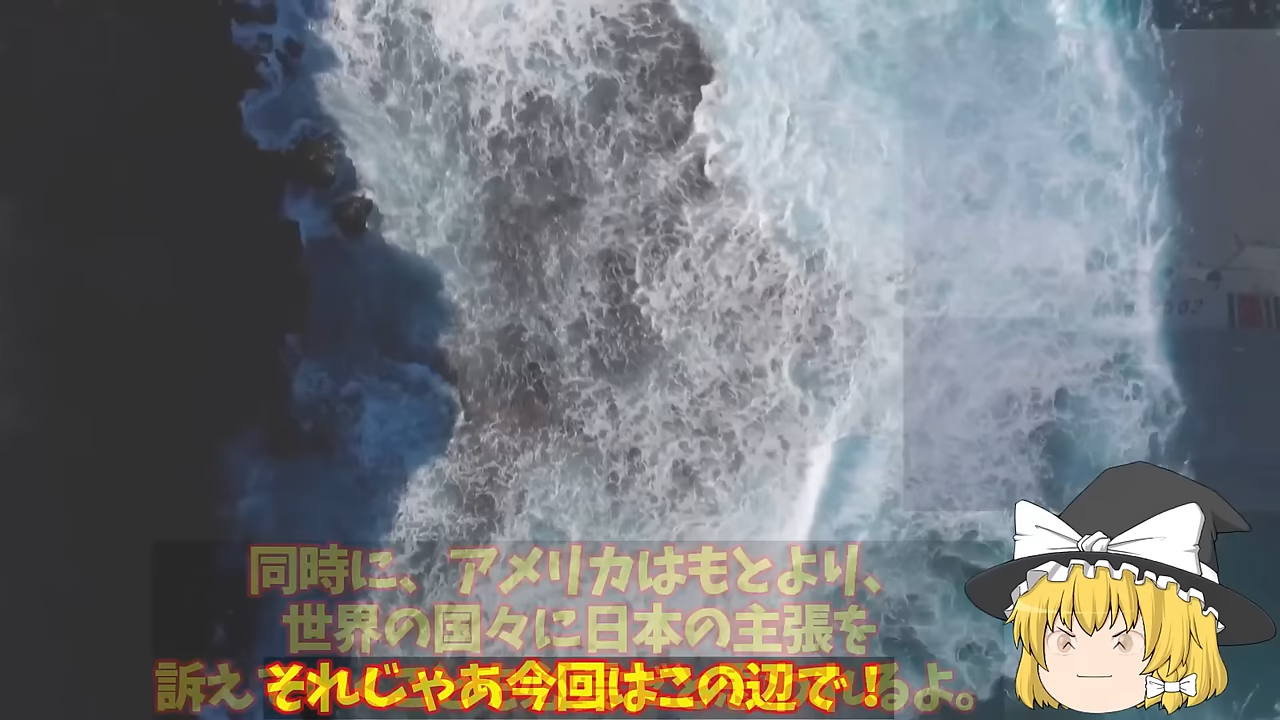 同時に、アメリカはもとより、
世界の国々に日本の主張を
訴え
それじゃあ今回はこの辺で！
るよ。